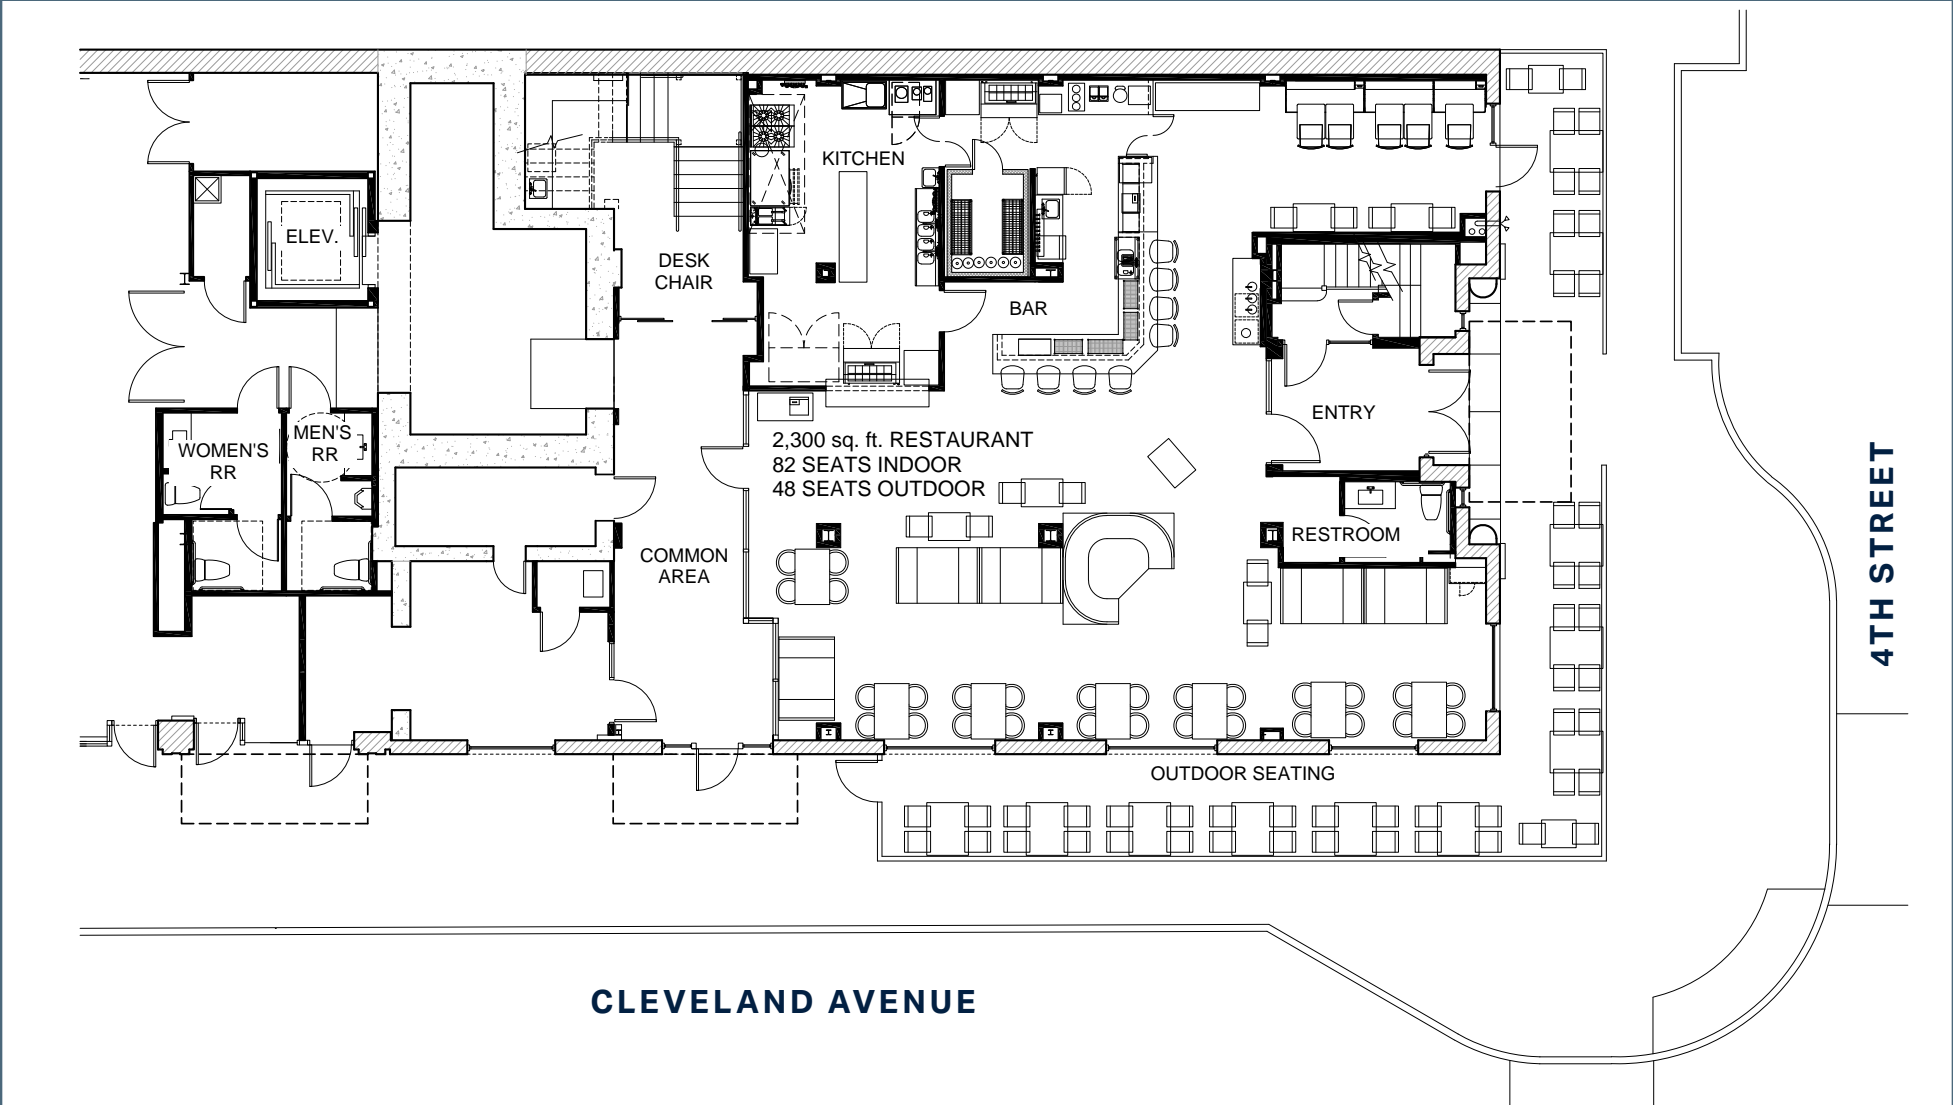 KITCHEN
ELEV.
DESK
CHAIR
BAR
ENTRY
WOMEN'S
RR
MEN'S
RR
2,300 sq. ft. RESTAURANT
82 SEATS INDOOR
48 SEATS OUTDOOR
RESTROOM
COMMON
AREA
OUTDOOR SEATING
4TH STREET
CLEVELAND AVENUE